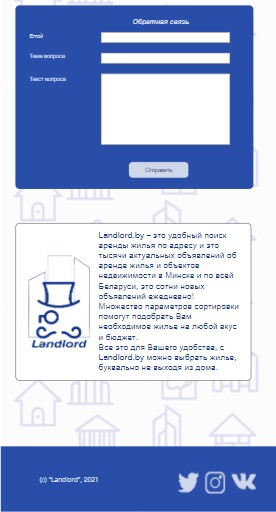 Обратная связь
Email
Тема вопроса
Текст вопроса
Отправить
Landlord.by – это удобный поиск
аренды жилья по адресу и это
тысячи актуальных объявлений об
аренде жилья и объектов
недвижимости в Минске и по всей
Беларуси, это сотни новых
объявлений ежедневно!
Множество параметров сортировки
помогут подобрать Вам
необходимое жилье на любой вкус
и бюджет.
Все это для Вашего удобства, с
Landlord.by можно выбрать жилье,
буквально не выходя из дома.
Landlord
(c) "Landlord", 2021